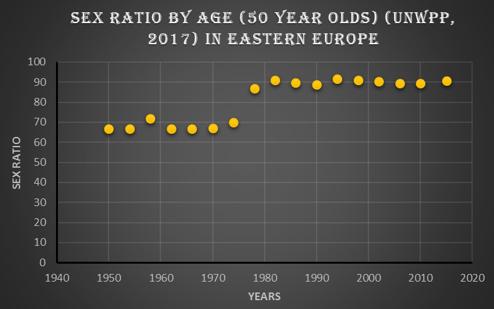 SEX RATIO BY AGE (50 YEAR OLDS) (UNWPP,
2017) IN EASTERN EUROPE
100
90
80
70
60
50
40
30
20
10
0
SEX RATIO
1940 1950 1960 1970 1980 1990 2000 2010 2020
YEARS